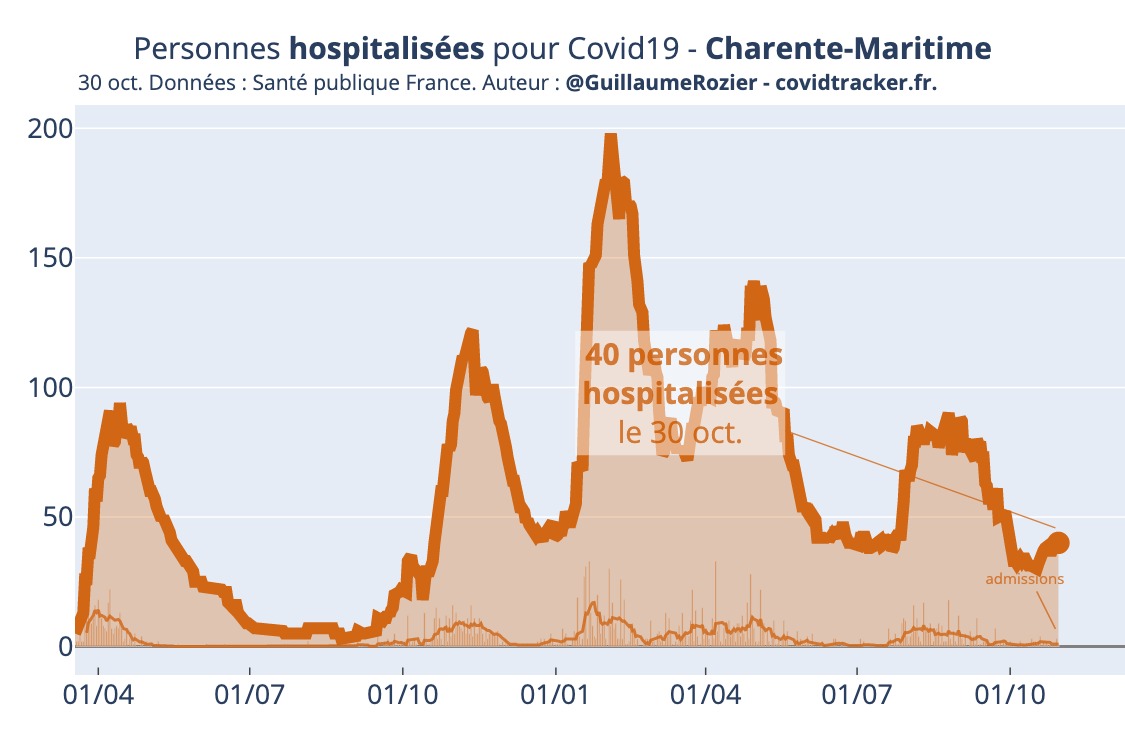 Personnes hospitalisées pour Covid19 - Charente-Maritime
30 oct. Données : Santé publique France. Auteur : @GuillaumeRozier - covidtracker.fr.
200
150
100
50
0
40 personnes
hospitalisées
le 30 oct.
admissions
01/04 01/07 01/10 01/01 01/04 01/07 01/10